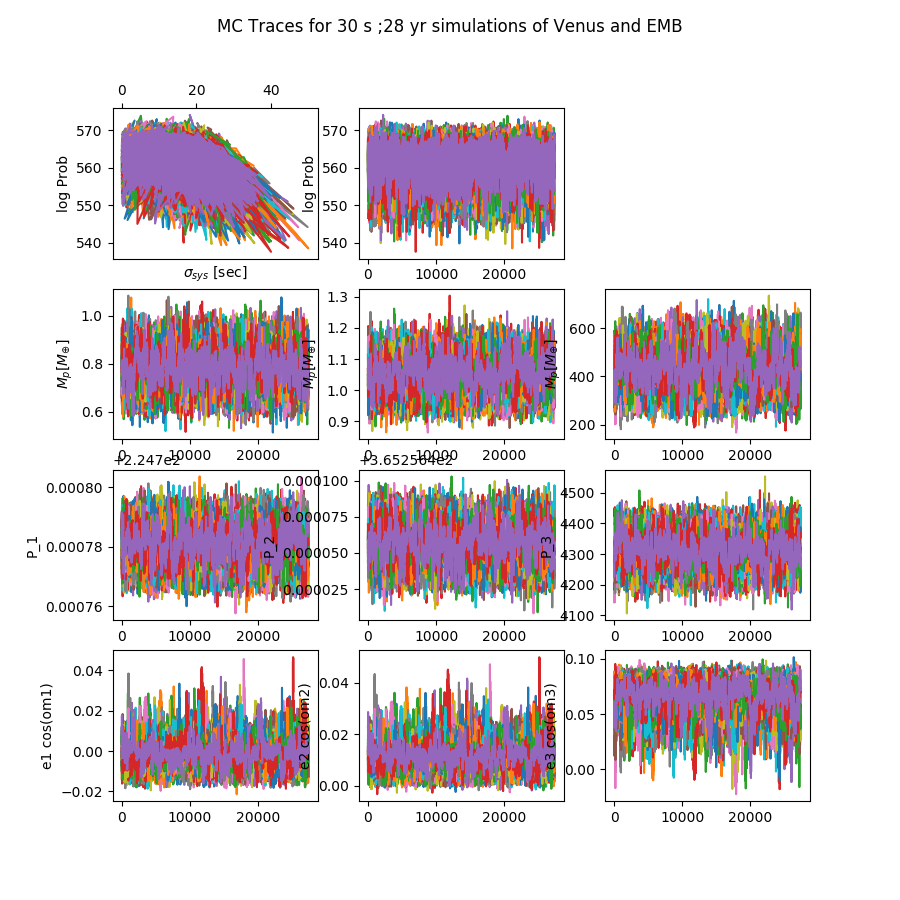 MC Traces for 30 s ;28 yr simulations of Venus and EMB
0 20 40
570
560
550
540
log Prob
σ_sys [sec]
570
560
550
540
log Prob
0 10000 20000
1.0
0.8
0.6
M_p[M_⊕]
0 10000 20000
1.3
1.2
1.1
1.0
0.9
M_p[M_⊕]
0 10000 20000
600
400
200
M_p[M_⊕]
+2.247e2
0.00080
0.00078
0.00076
P_1
0 10000 20000
+3.652564e2
0.000100
0.000075
0.000050
0.000025
P_2
0 10000 20000
4500
4400
4300
4200
4100
P_3
0 10000 20000
0.04
0.02
0.00
−0.02
e1 cos(om1)
0 10000 20000
0.04
0.02
0.00
e2 cos(om2)
0 10000 20000
0.10
0.05
0.00
e3 cos(om3)
0 10000 20000